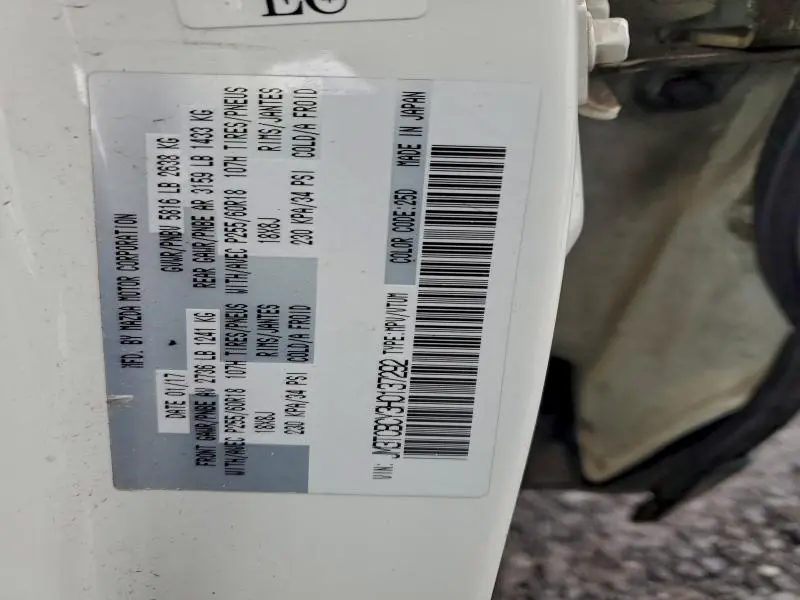 MFD. BY MAZDA MOTOR CORPORATION
DATE 01/17 GVWR/PNBV 5816 LB 2638 KG
FRONT GAWR/PNBE AV 2736 LB 1241 KG REAR GAWR/PNBE AR 3159 LB 1433 KG
WITH/AVEC P255/60R18 107H TIRES/PNEUS WITH/AVEC P255/60R18 107H TIRES/PNEUS
18X8J RIMS/JANTES 18X8J RIMS/JANTES
230 KPA/34 PSI COLD/A FROID 230 KPA/34 PSI COLD/A FROID
VIN: JM3TCBCY3H0137292 TYPE:MPV/VTUM COLOR CODE:25D MADE IN JAPAN